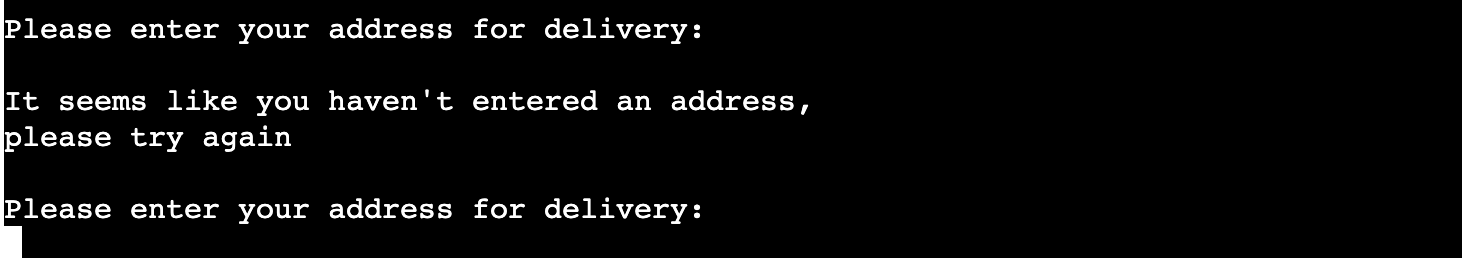 Please enter your address for delivery:
It seems like you haven't entered an address,
please try again
Please enter your address for delivery: